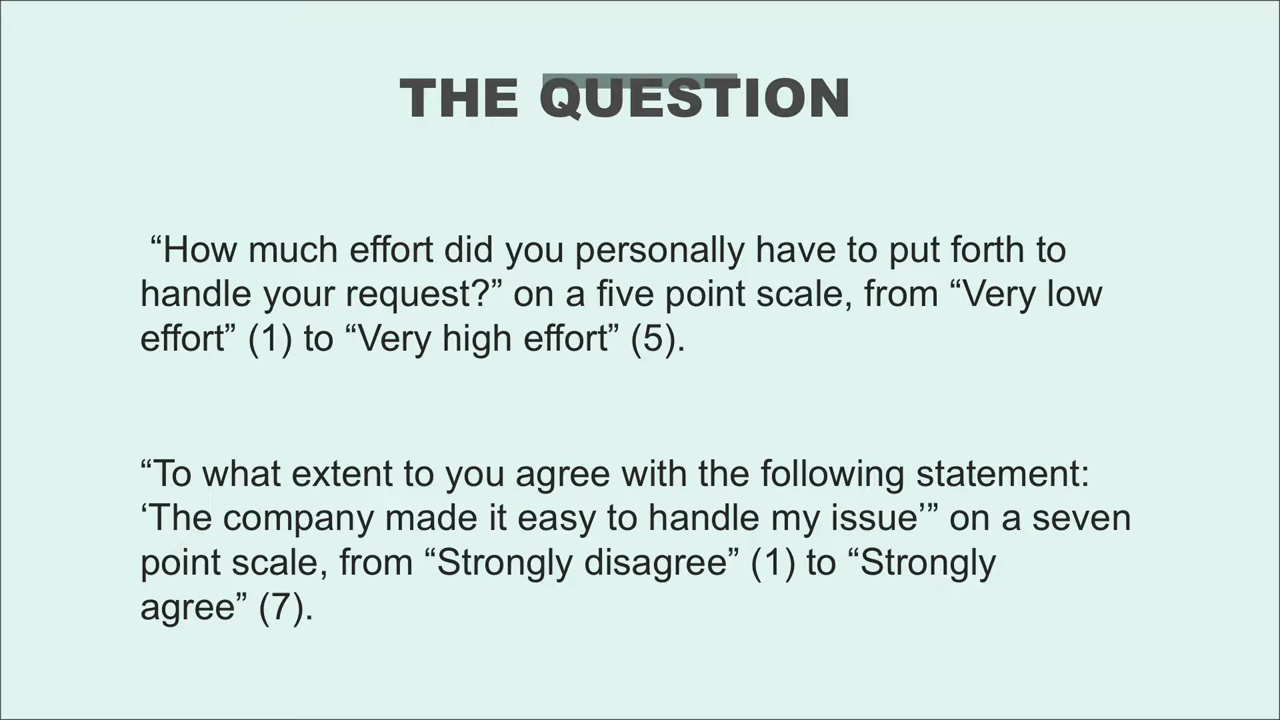 THE QUESTION
“How much effort did you personally have to put forth to
handle your request?” on a five point scale, from “Very low
effort” (1) to “Very high effort” (5).
“To what extent to you agree with the following statement:
‘The company made it easy to handle my issue’” on a seven
point scale, from “Strongly disagree” (1) to “Strongly
agree” (7).